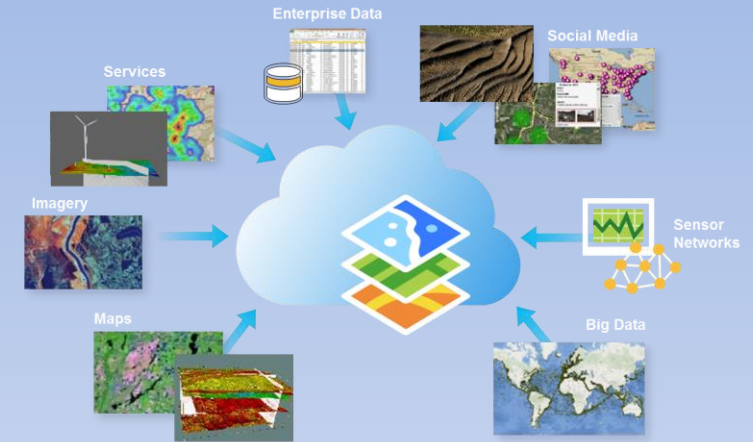 Enterprise Data
Social Media
Services
Imagery
Sensor
Networks
Maps
Big Data